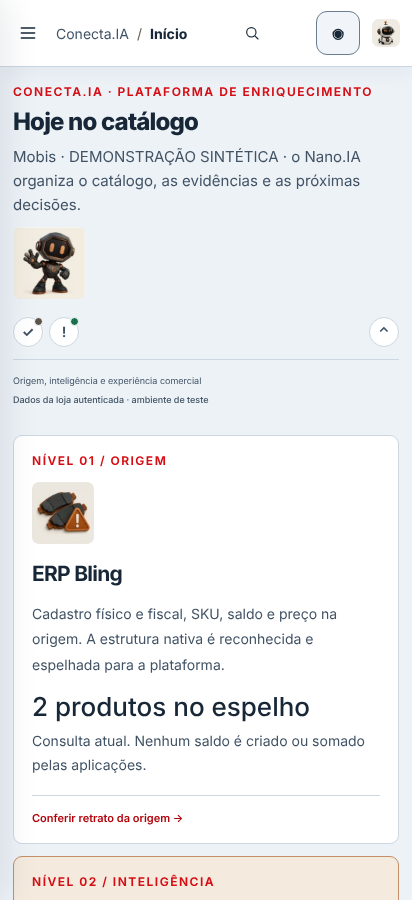 Conecta.IA / Início
CONECTA.IA · PLATAFORMA DE ENRIQUECIMENTO
Hoje no catálogo
Mobis · DEMONSTRAÇÃO SINTÉTICA · o Nano.IA
organiza o catálogo, as evidências e as próximas
decisões.
!
Origem, inteligência e experiência comercial
Dados da loja autenticada · ambiente de teste
NÍVEL 01 / ORIGEM
ERP Bling
Cadastro físico e fiscal, SKU, saldo e preço na
origem. A estrutura nativa é reconhecida e
espelhada para a plataforma.
2 produtos no espelho
Consulta atual. Nenhum saldo é criado ou somado
pelas aplicações.
Conferir retrato da origem →
NÍVEL 02 / INTELIGÊNCIA